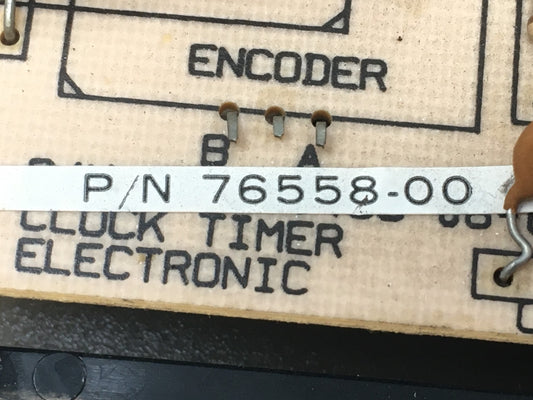 ENCODER
B A
P/N 76558-00
CLOCK TIMER
ELECTRONIC